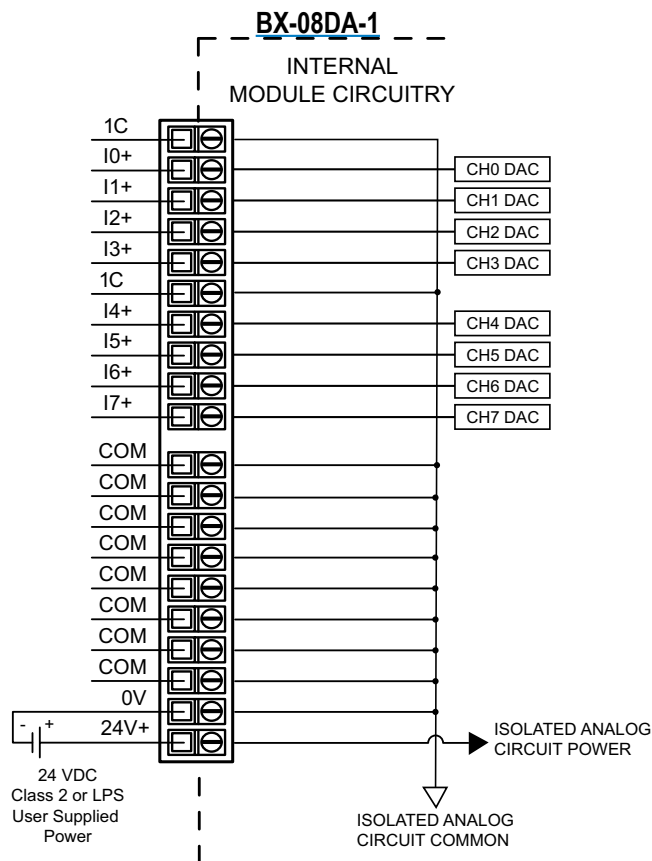 BX-08DA-1
INTERNAL
MODULE CIRCUITRY
1C
I0+
CH0 DAC
I1+
CH1 DAC
I2+
CH2 DAC
I3+
CH3 DAC
1C
I4+
CH4 DAC
I5+
CH5 DAC
I6+
CH6 DAC
I7+
CH7 DAC
COM
COM
COM
COM
COM
COM
COM
COM
0V
- +
24V+
ISOLATED ANALOG
CIRCUIT POWER
24 VDC
Class 2 or LPS
User Supplied
Power
ISOLATED ANALOG
CIRCUIT COMMON